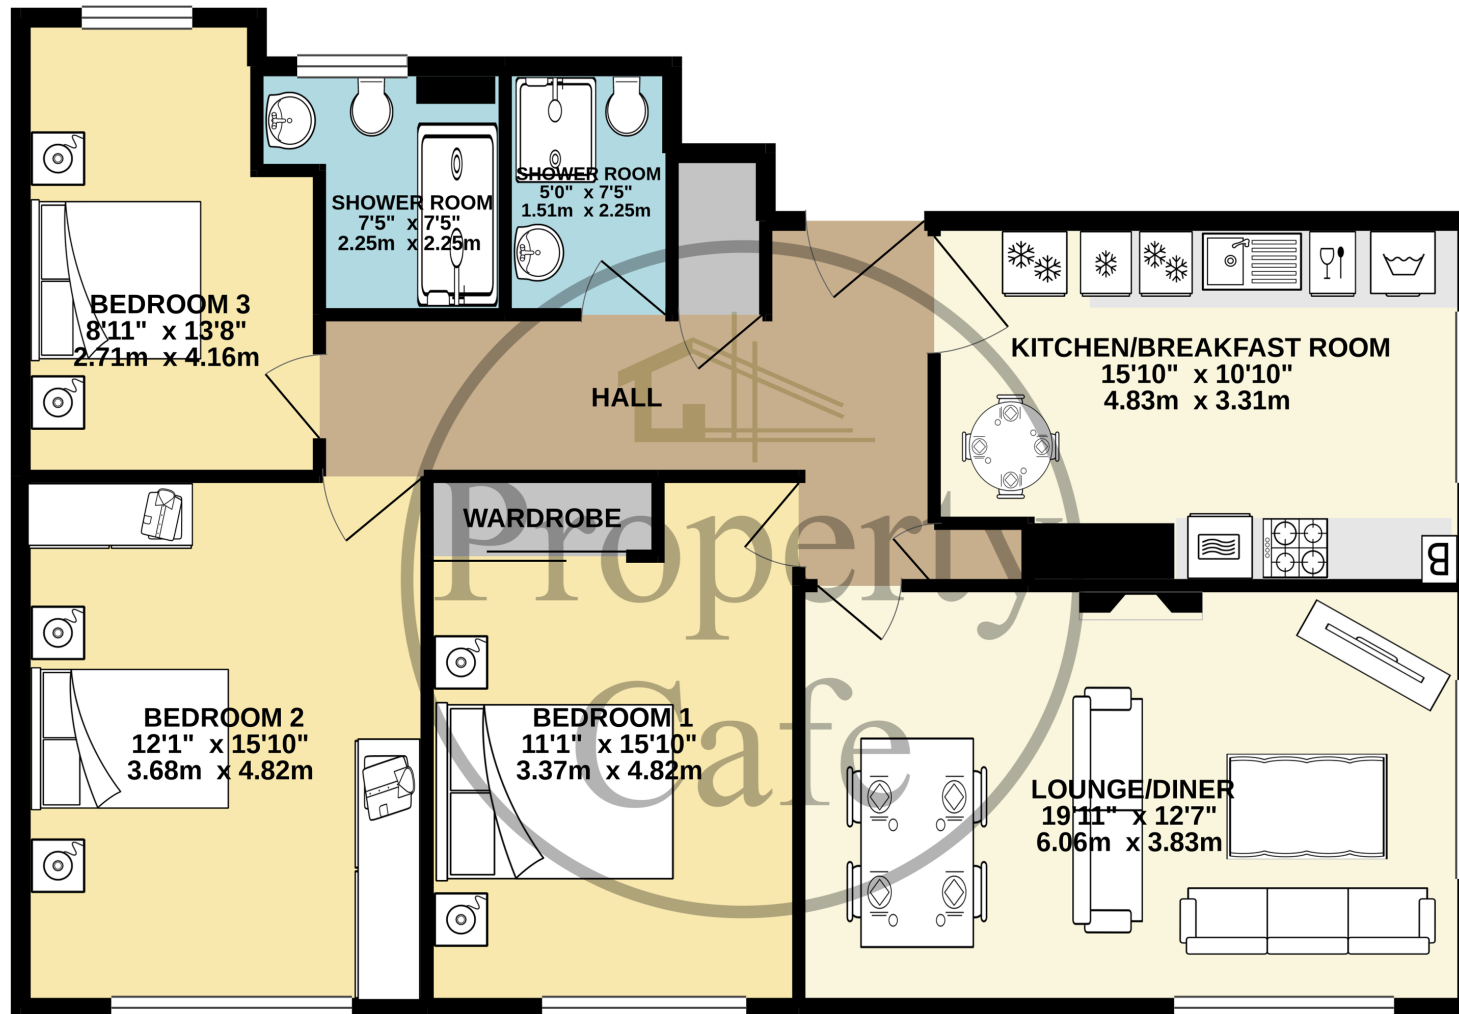 SHOWER ROOM
7'5" x 7'5"
2.25m x 2.25m
SHOWER ROOM
5'0" x 7'5"
1.51m x 2.25m
BEDROOM 3
8'11" x 13'8"
2.71m x 4.16m
HALL
KITCHEN/BREAKFAST ROOM
15'10" x 10'10"
4.83m x 3.31m
WARDROBE
B
Property
Cafe
BEDROOM 2
12'1" x 15'10"
3.68m x 4.82m
BEDROOM 1
11'1" x 15'10"
3.37m x 4.82m
LOUNGE/DINER
19'11" x 12'7"
6.06m x 3.83m